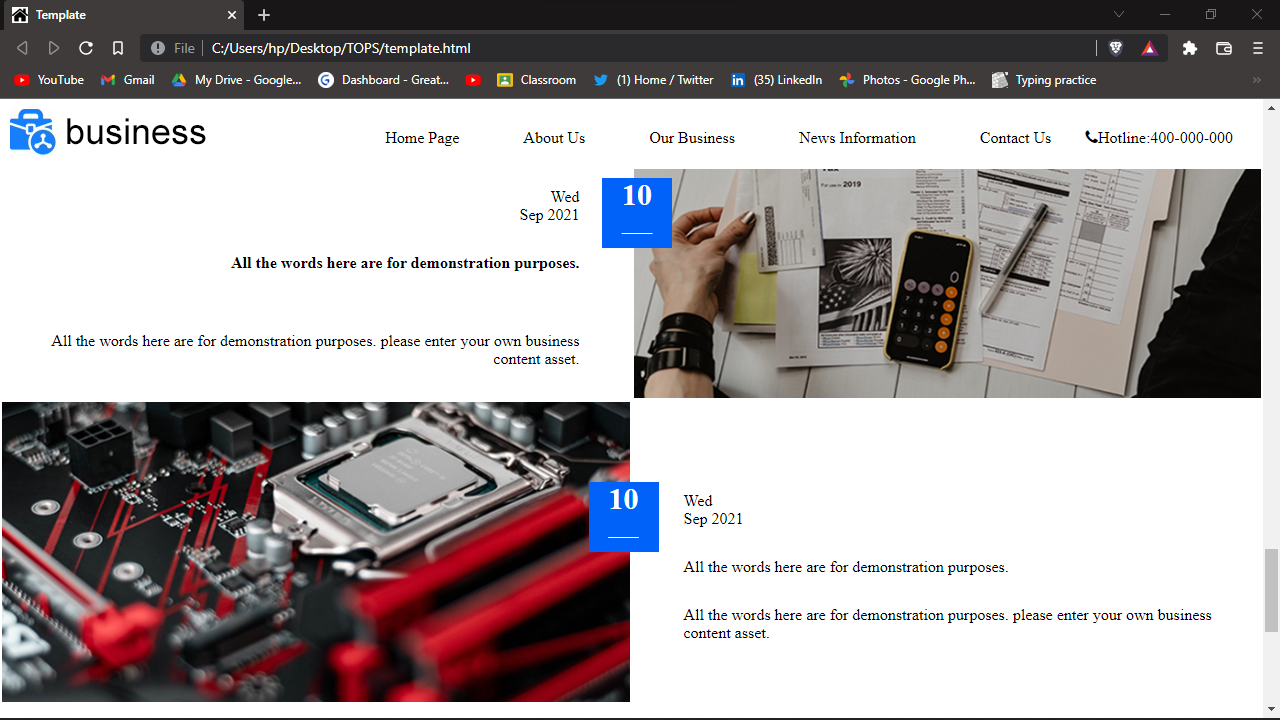 Template
File
C:/Users/hp/Desktop/TOPS/template.html
YouTube
Gmail
My Drive - Google...
Dashboard - Great...
Classroom
(1) Home / Twitter
(35) LinkedIn
Photos - Google Ph...
Typing practice
business
Home Page
About Us
Our Business
News Information
Contact Us
Hotline:400-000-000
Wed
Sep 2021
10
All the words here are for demonstration purposes.
All the words here are for demonstration purposes. please enter your own business
content asset.
For use in 2019
10
Wed
Sep 2021
All the words here are for demonstration purposes.
All the words here are for demonstration purposes. please enter your own business
content asset.